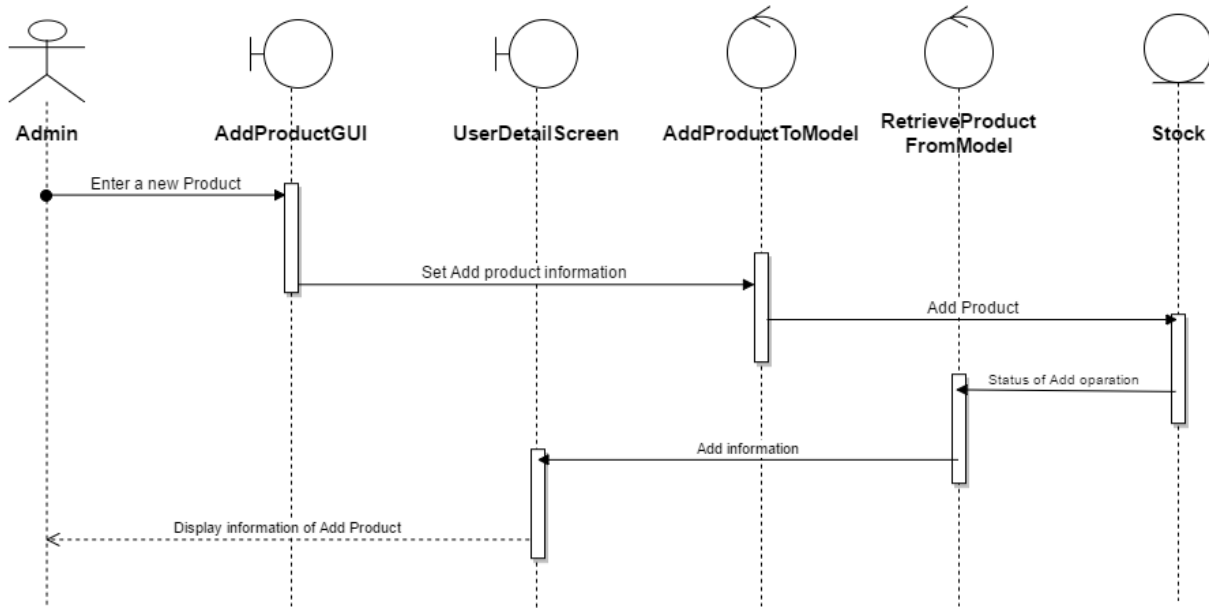 Admin
AddProductGUI
UserDetailScreen
AddProductToModel
RetrieveProduct
FromModel
Stock
Enter a new Product
Set Add product information
Add Product
Status of Add oparation
Add information
Display information of Add Product